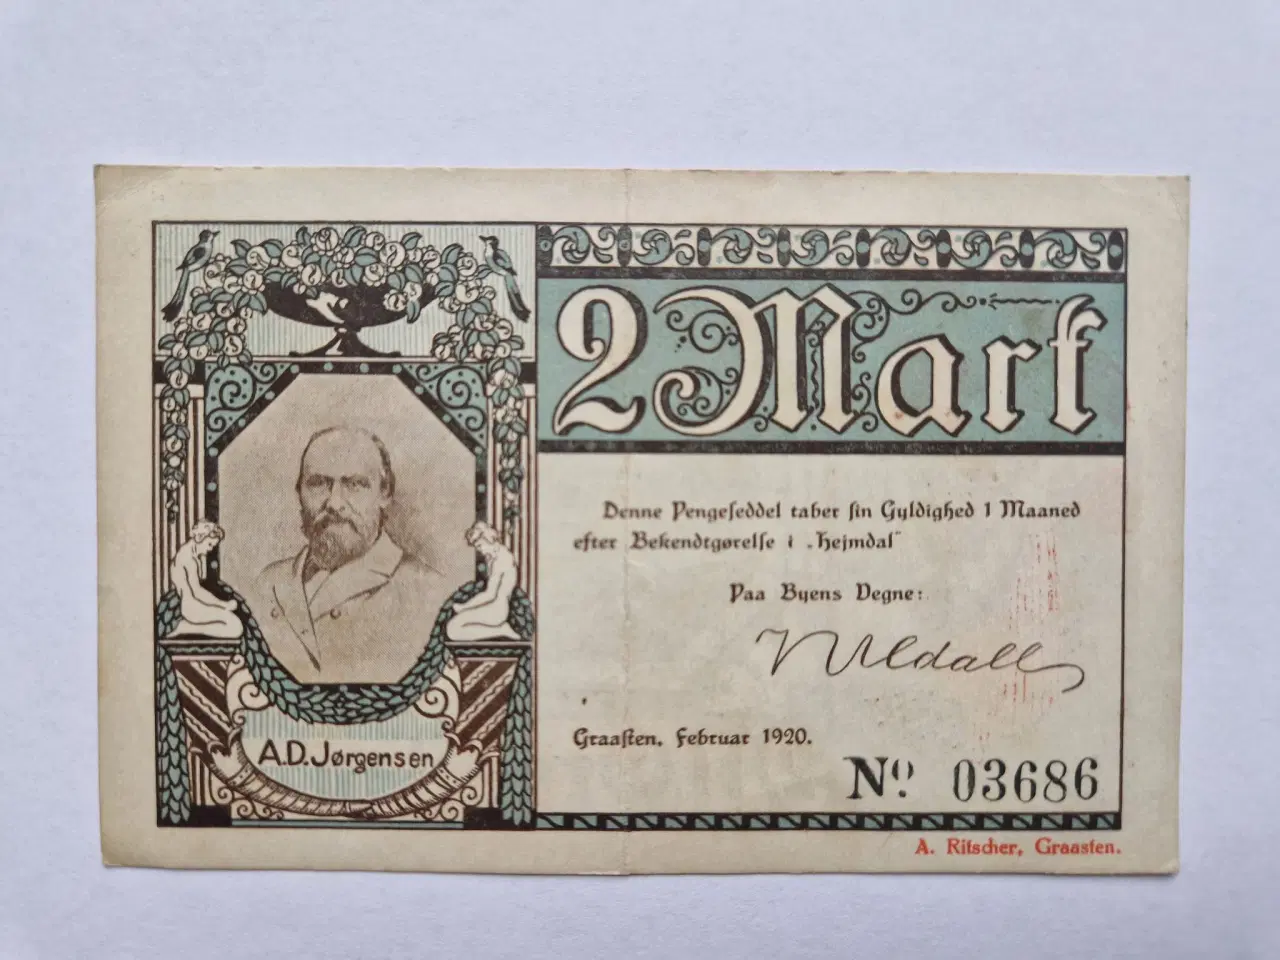 2 Mark
Denne Pengeseddel taber sin Gyldighed 1 Maaned
efter Bekendtgørelse i „Hejmdal"
Paa Byens Vegne:
Graasten, Februar 1920.
A.D. Jørgensen
No. 03686
A. Ritscher, Graasten.